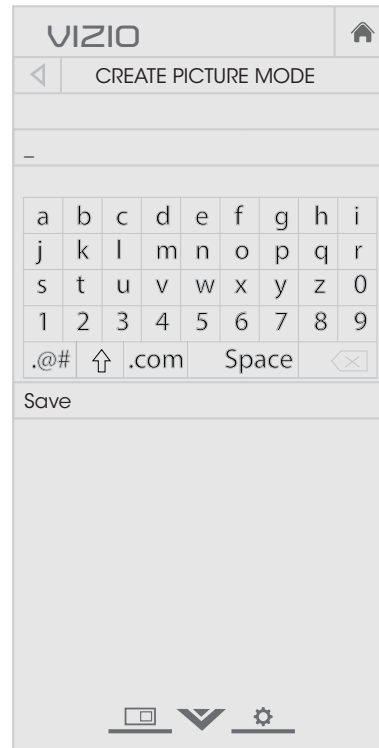 VIZIO
CREATE PICTURE MODE
_
a b c d e f g h i
j k l m n o p q r
s t u v w x y z 0
1 2 3 4 5 6 7 8 9
.@# .com Space
Save